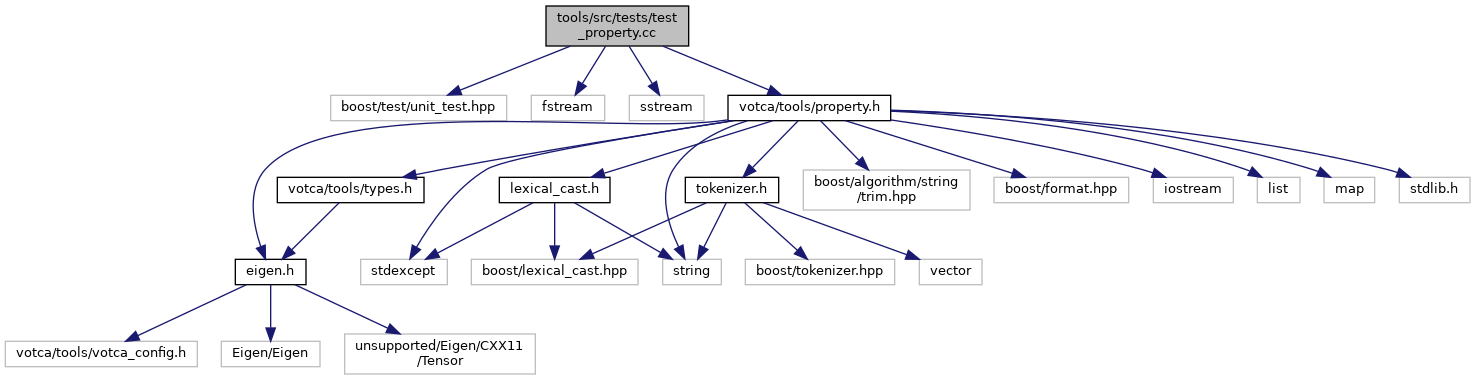 tools/src/tests/test
_property.cc
boost/test/unit_test.hpp
fstream
sstream
votca/tools/property.h
votca/tools/types.h
lexical_cast.h
tokenizer.h
boost/algorithm/string
/trim.hpp
boost/format.hpp
iostream
list
map
stdlib.h
eigen.h
stdexcept
boost/lexical_cast.hpp
string
boost/tokenizer.hpp
vector
votca/tools/votca_config.h
Eigen/Eigen
unsupported/Eigen/CXX11
/Tensor